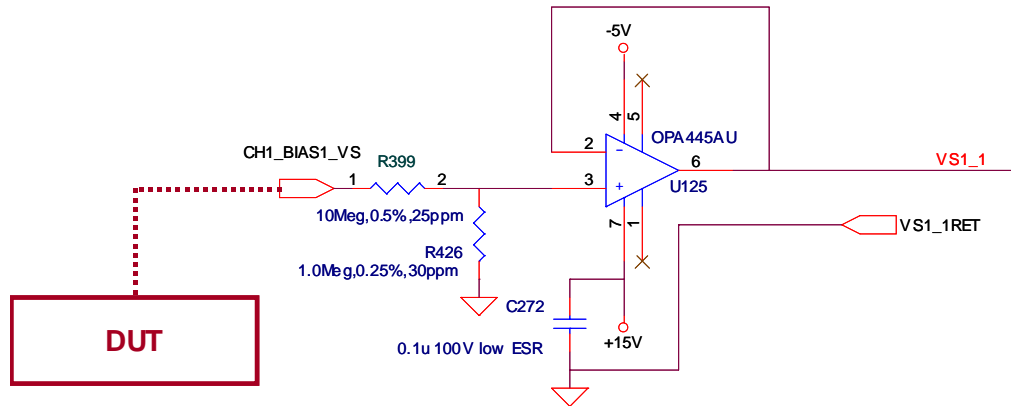 -5V
4
5
OPA445AU
CH1_BIAS1_VS
2
6
VS1_1
R399
1
2
3
U125
10Meg,0.5%,25ppm
7
1
VS1_1RET
R426
1.0Meg,0.25%,30ppm
C272
DUT
+15V
0.1u 100V low ESR